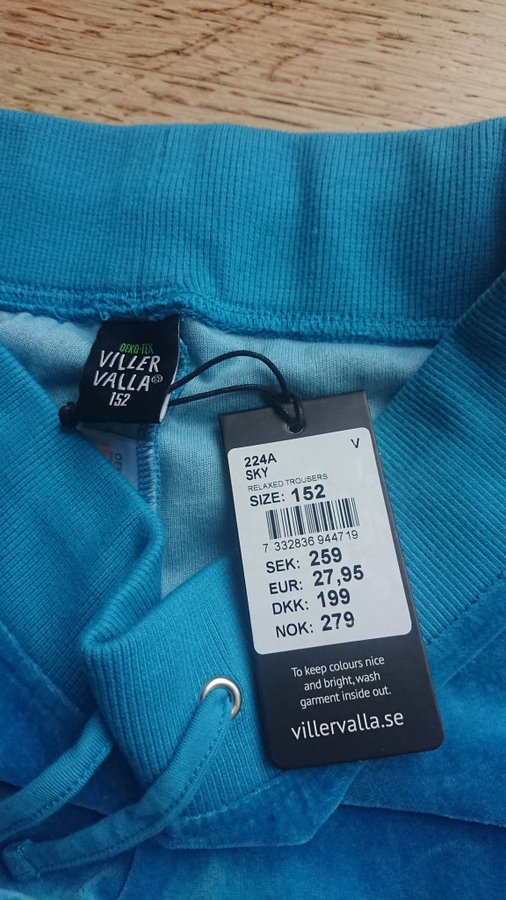 OEKO-TEX
VILLER
VALLA®
152
224A V
SKY
RELAXED TROUSERS
SIZE: 152
7 332836 944719
SEK: 259
EUR: 27,95
DKK: 199
NOK: 279
To keep colours nice
and bright, wash
garment inside out.
villervalla.se